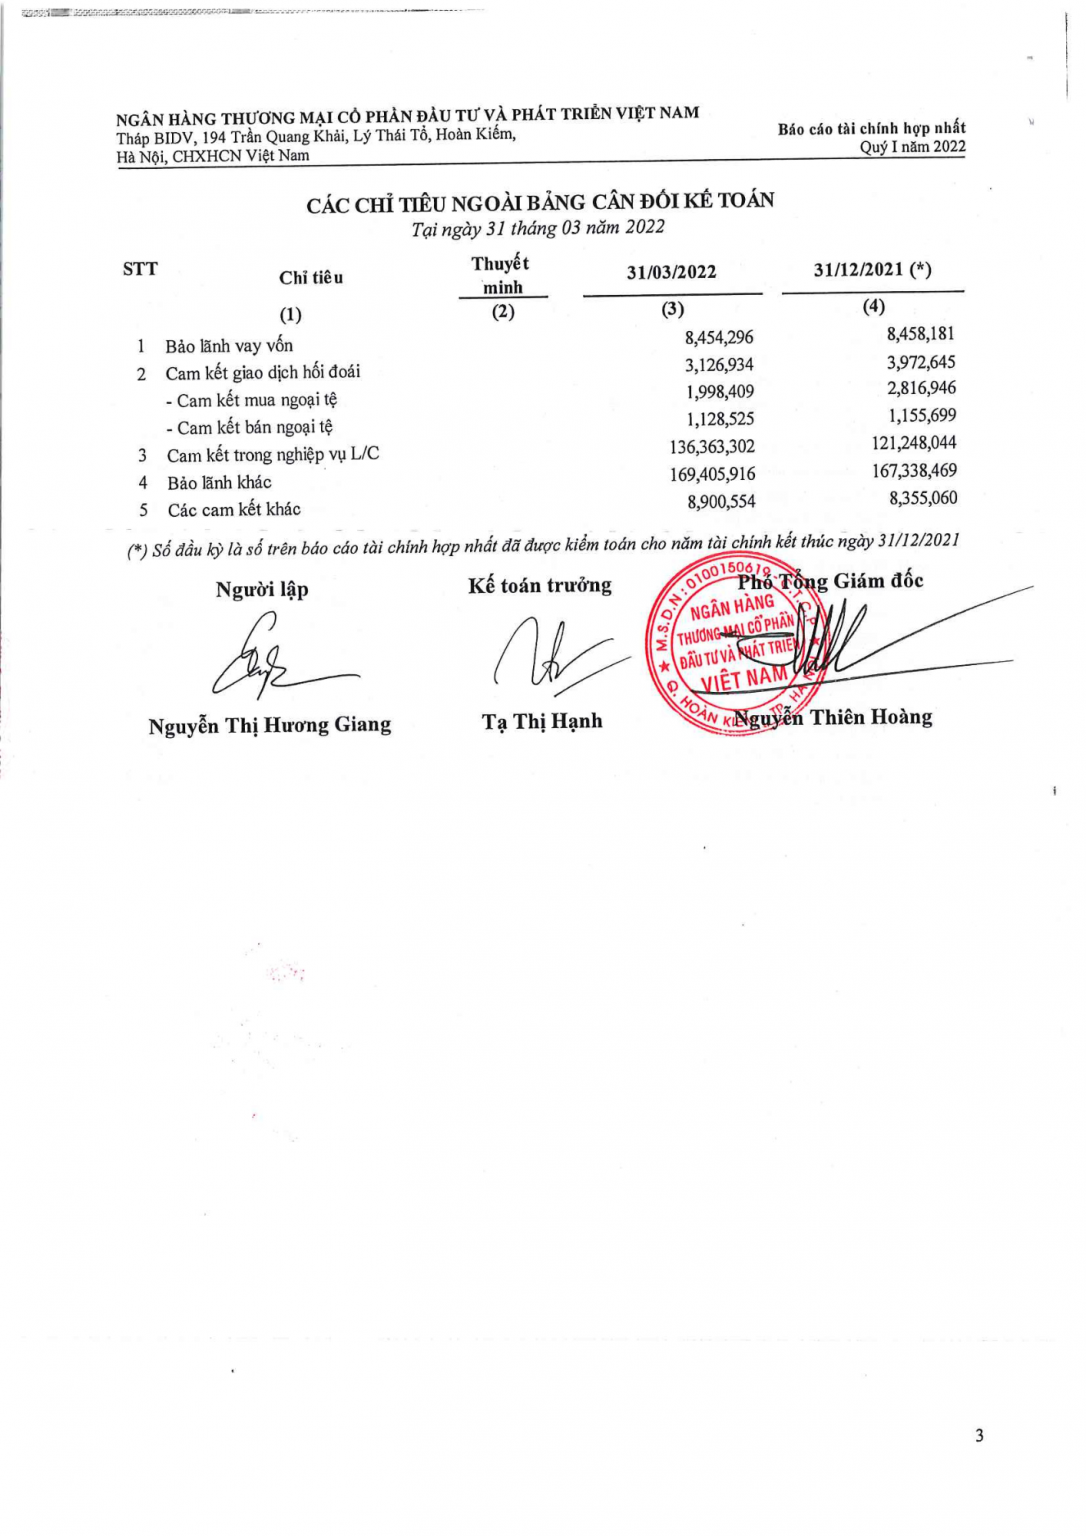 NGÂN HÀNG THƯƠNG MẠI CỔ PHẦN ĐẦU TƯ VÀ PHÁT TRIỂN VIỆT NAM
Tháp BIDV, 194 Trần Quang Khải, Lý Thái Tổ, Hoàn Kiếm,
Hà Nội, CHXHCN Việt Nam
Báo cáo tài chính hợp nhất
Quý I năm 2022
CÁC CHỈ TIÊU NGOÀI BẢNG CÂN ĐỐI KẾ TOÁN
Tại ngày 31 tháng 03 năm 2022
STT Chỉ tiêu Thuyết minh 31/03/2022 31/12/2021 (*)
(1) (2) (3) (4)
1 Bảo lãnh vay vốn 8,454,296 8,458,181
2 Cam kết giao dịch hối đoái 3,126,934 3,972,645
- Cam kết mua ngoại tệ 1,998,409 2,816,946
- Cam kết bán ngoại tệ 1,128,525 1,155,699
3 Cam kết trong nghiệp vụ L/C 136,363,302 121,248,044
4 Bảo lãnh khác 169,405,916 167,338,469
5 Các cam kết khác 8,900,554 8,355,060
(*) Số đầu kỳ là số trên báo cáo tài chính hợp nhất đã được kiểm toán cho năm tài chính kết thúc ngày 31/12/2021
Người lập Kế toán trưởng Phó Tổng Giám đốc
M.S.D.N: 0100150619 C.T.C.P
NGÂN HÀNG
THƯƠNG MẠI CỔ PHẦN
ĐẦU TƯ VÀ PHÁT TRIỂN
VIỆT NAM
Q. HOÀN KIẾM TP. HÀ NỘI
Nguyễn Thị Hương Giang Tạ Thị Hạnh Nguyễn Thiên Hoàng
3